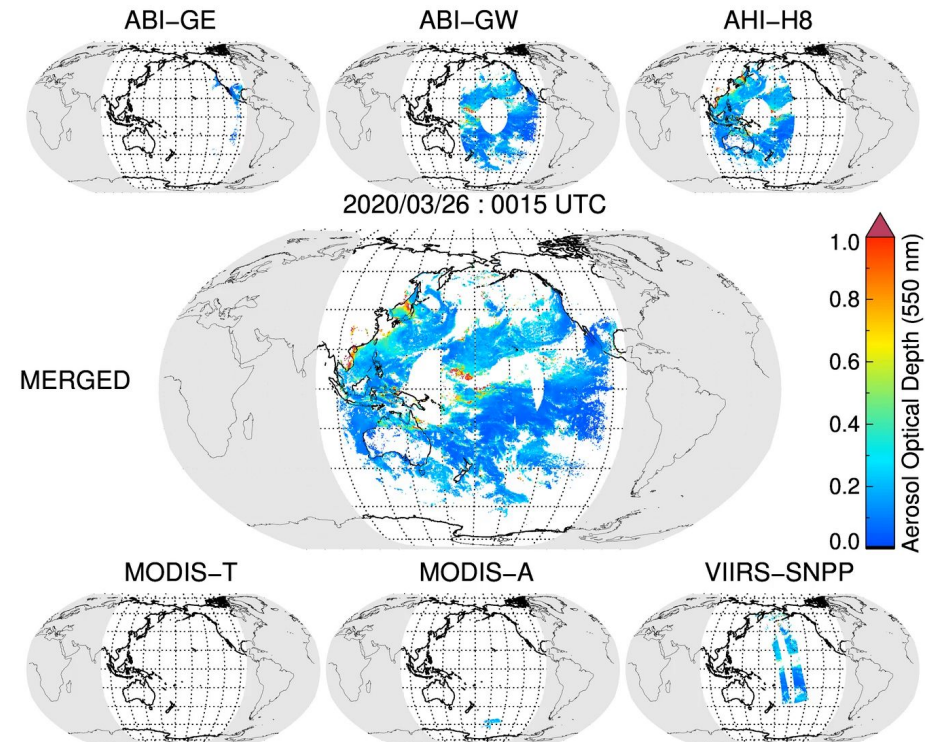 ABI−GE
ABI−GW
AHI−H8
2020/03/26 : 0015 UTC
MERGED
1.0
0.8
0.6
0.4
0.2
0.0
Aerosol Optical Depth (550 nm)
MODIS−T
MODIS−A
VIIRS−SNPP